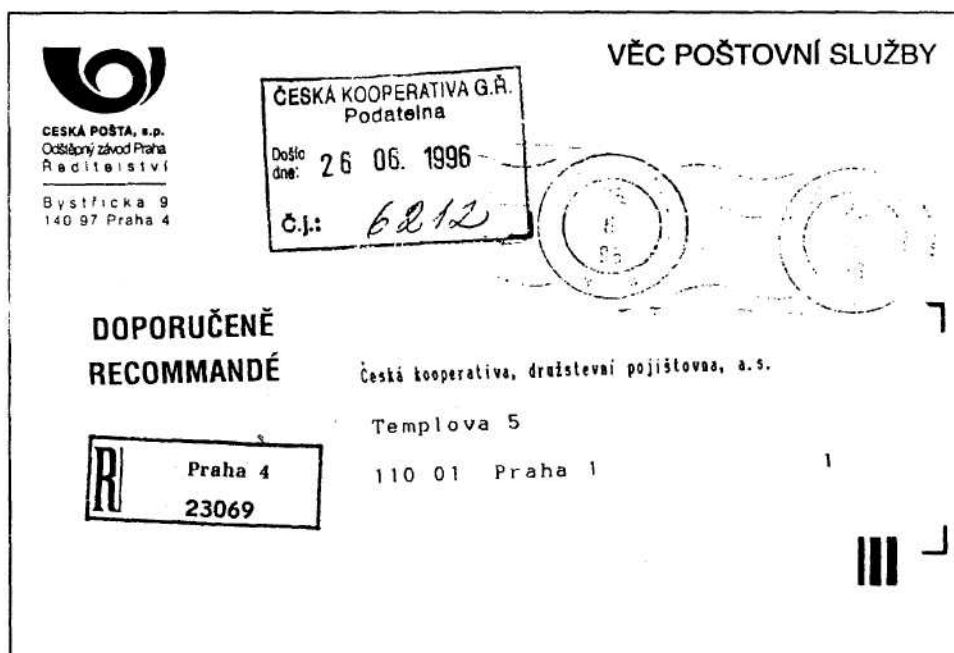 VĚC POŠTOVNÍ SLUŽBY
ČESKÁ POŠTA, s.p.
Odštěpný závod Praha
Ředitelství
Bystřická 9
140 97 Praha 4
ČESKÁ KOOPERATIVA G.Ř.
Podatelna
Došlo
dne: 26 06. 1996
Č.j.: 6212
DOPORUČENĚ
RECOMMANDÉ
Česká kooperativa, družstevní pojišťovna, a.s.
Templova 5
110 01 Praha 1
1
R Praha 4
23069